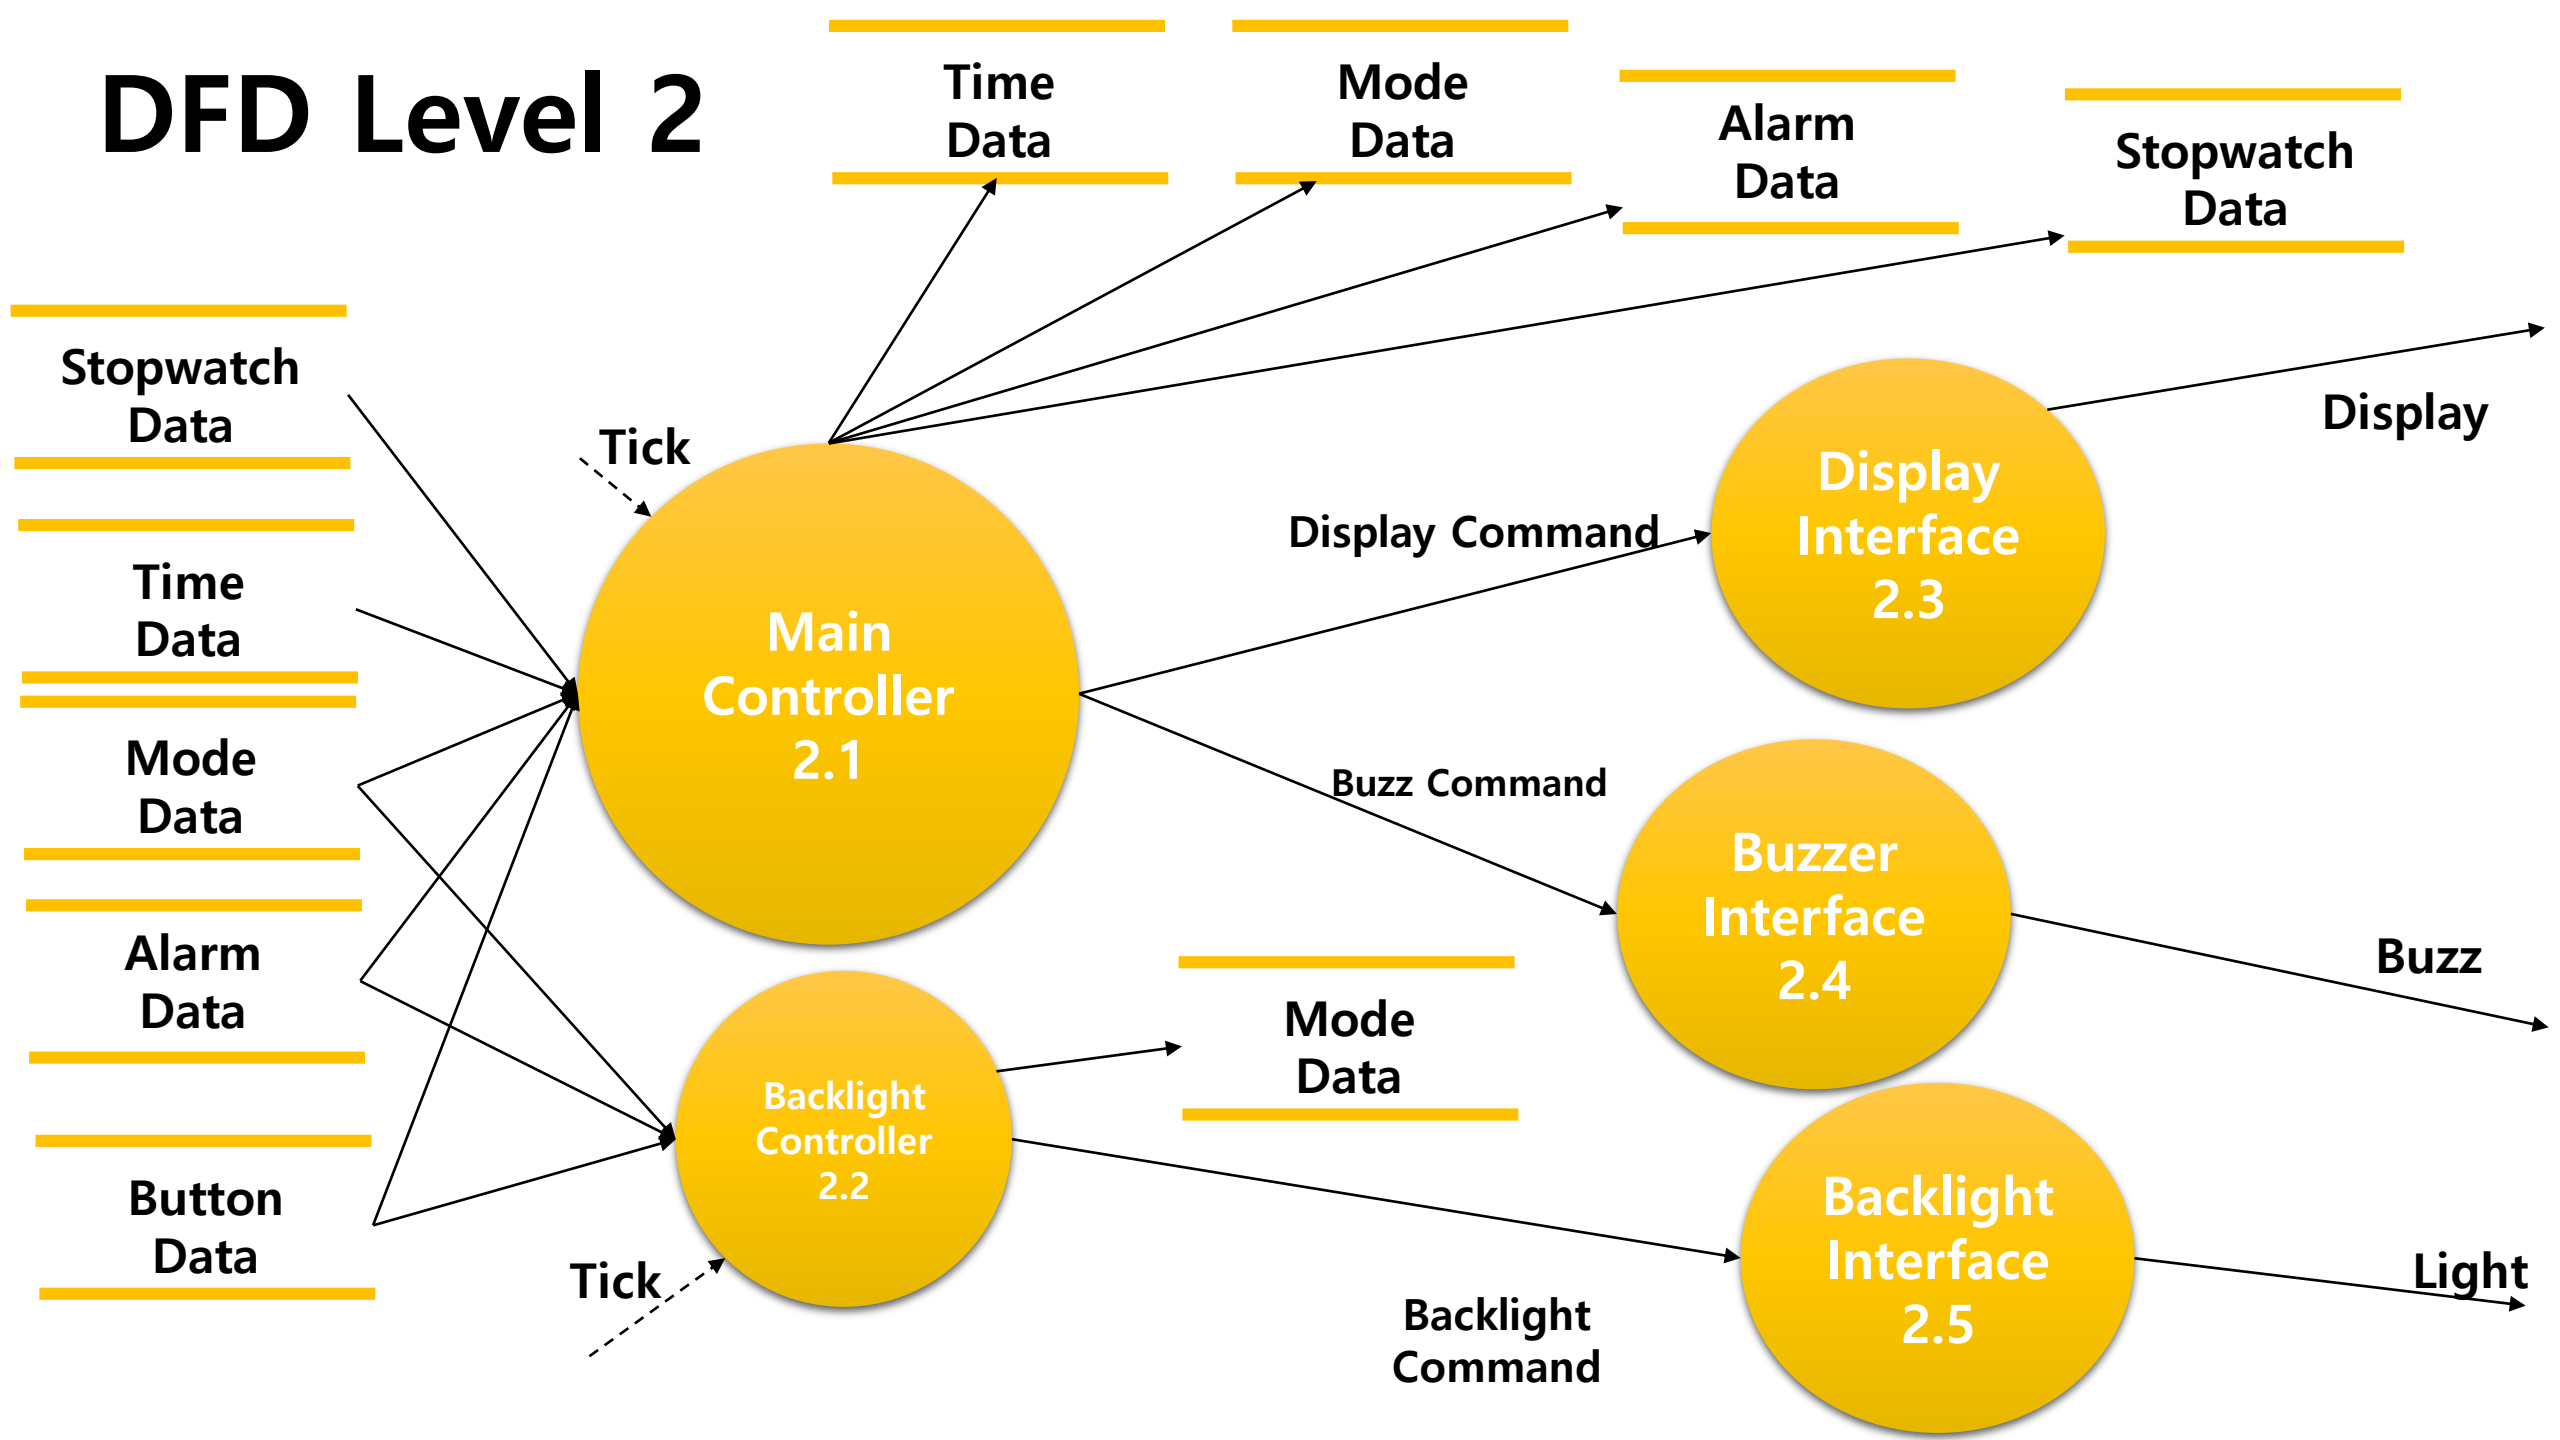 DFD Level 2
Time
Data
Mode
Data
Alarm
Data
Stopwatch
Data
Stopwatch
Data
Time
Data
Mode
Data
Alarm
Data
Button
Data
Tick
Main
Controller
2.1
Display Command
Display
Interface
2.3
Display
Buzz Command
Buzzer
Interface
2.4
Buzz
Backlight
Controller
2.2
Tick
Mode
Data
Backlight
Command
Backlight
Interface
2.5
Light